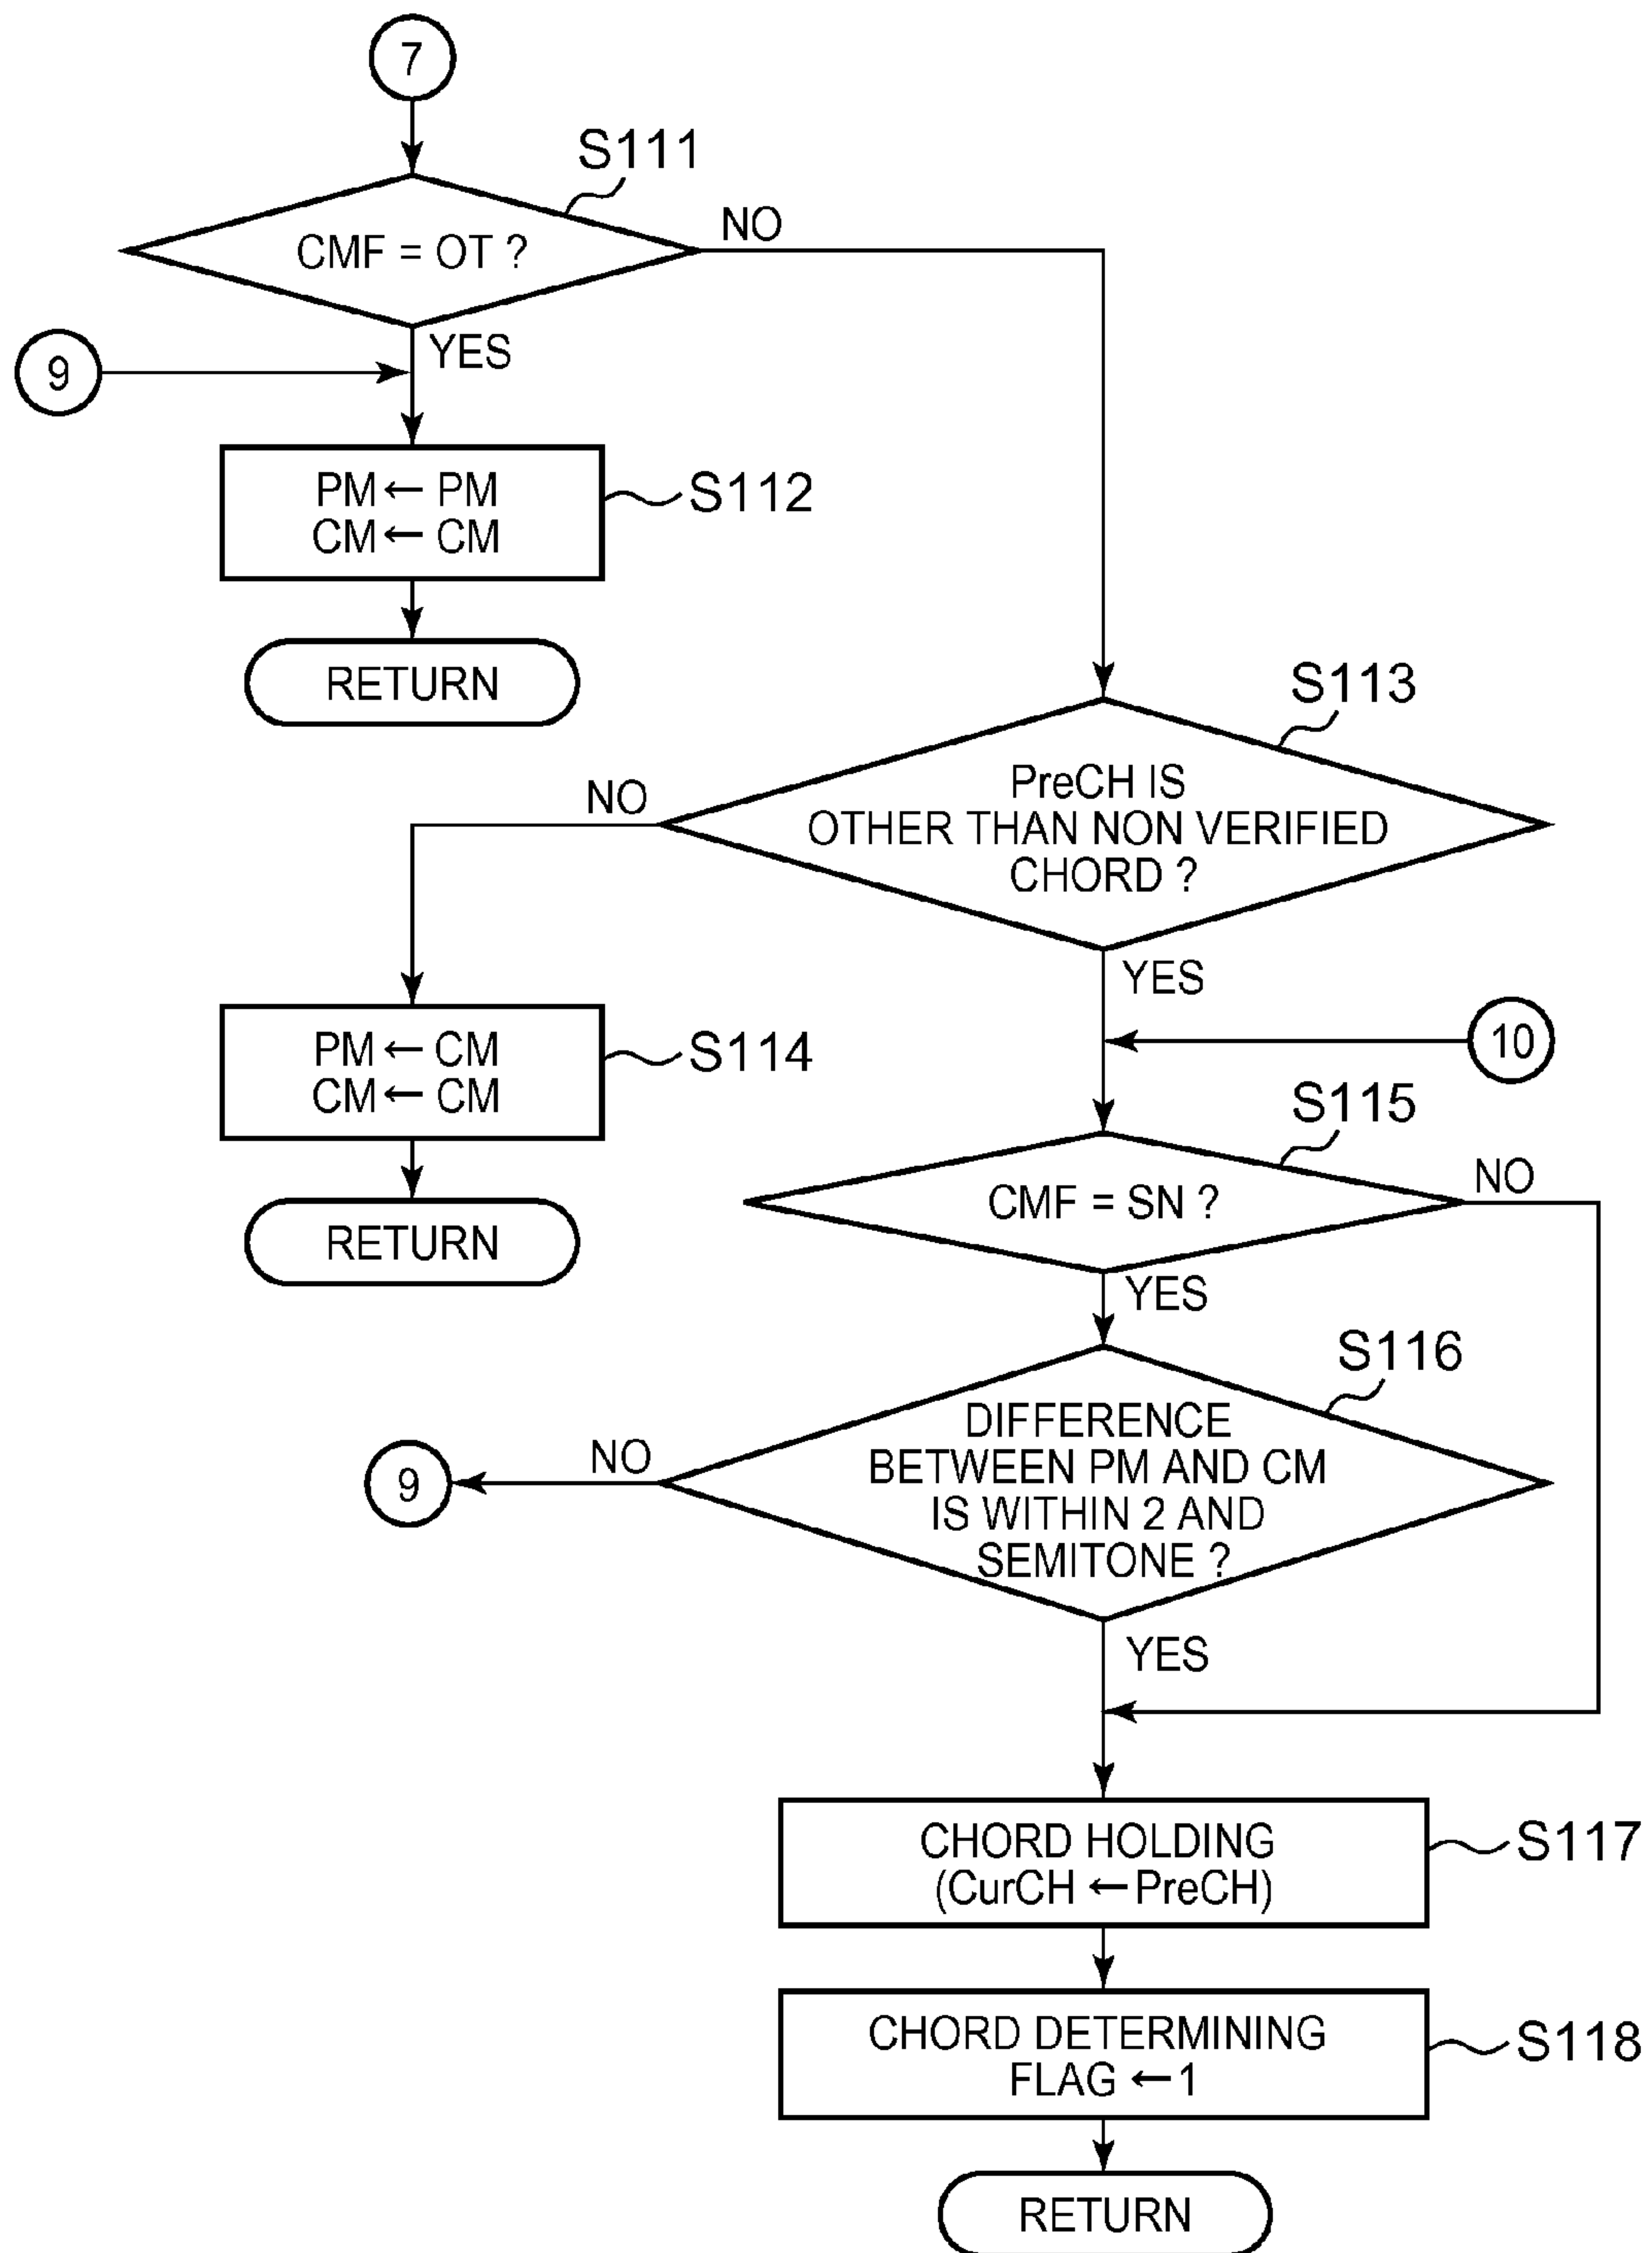 7
S111
CMF = OT ?
NO
YES
9
PM ← PM
CM ← CM
S112
RETURN
S113
PreCH IS
OTHER THAN NON VERIFIED
CHORD ?
NO
YES
PM ← CM
CM ← CM
S114
RETURN
10
S115
CMF = SN ?
NO
YES
S116
DIFFERENCE
BETWEEN PM AND CM
IS WITHIN 2 AND
SEMITONE ?
NO
9
YES
CHORD HOLDING
(CurCH ← PreCH)
S117
CHORD DETERMINING
FLAG ← 1
S118
RETURN